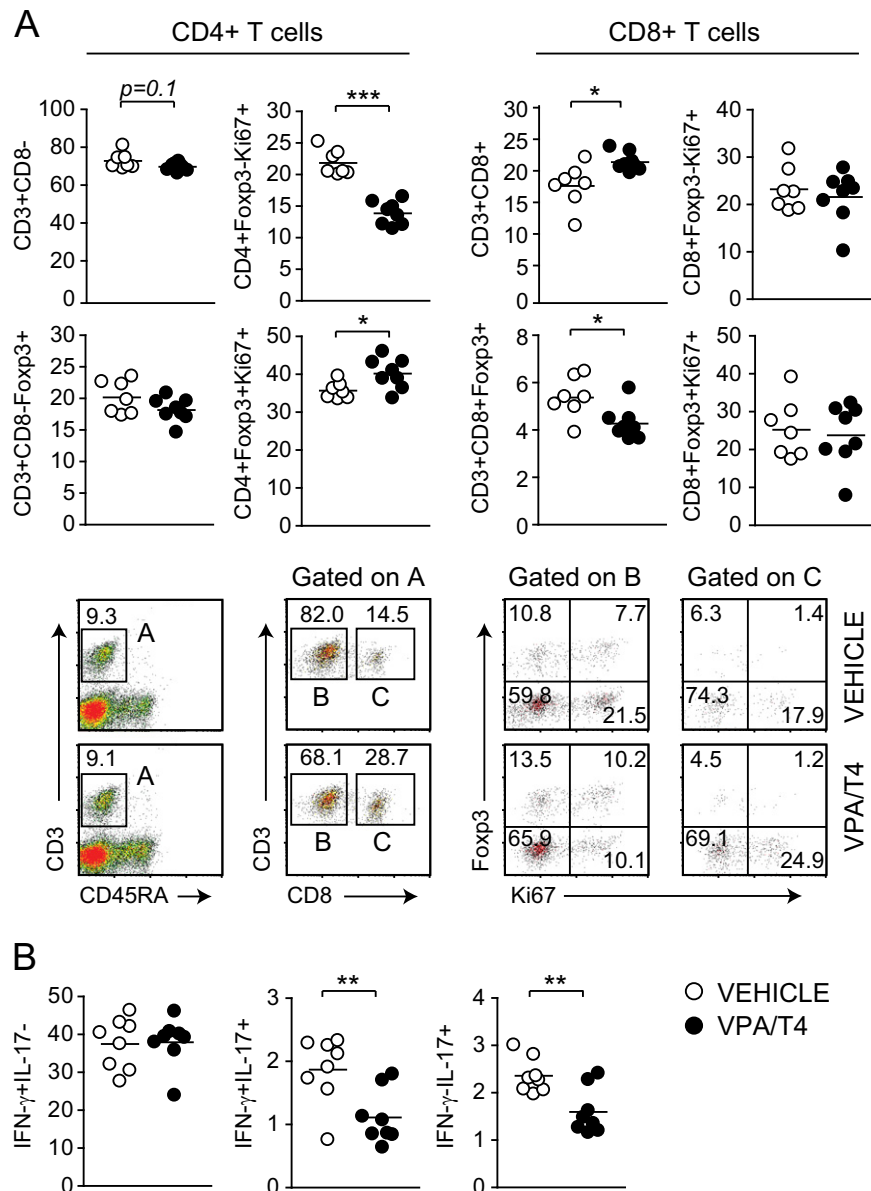 A
CD4+ T cells
CD8+ T cells
p=0.1
***
*
CD3+CD8-
100
80
60
40
20
0
CD4+Foxp3-Ki67+
30
25
20
15
10
5
0
CD3+CD8+
30
25
20
15
10
5
0
CD8+Foxp3-Ki67+
40
30
20
10
0
*
*
CD3+CD8-Foxp3+
30
25
20
15
10
5
0
CD4+Foxp3+Ki67+
50
40
30
20
10
0
CD3+CD8+Foxp3+
8
6
4
2
0
CD8+Foxp3+Ki67+
50
40
30
20
10
0
Gated on A
Gated on B
Gated on C
9.3
A
82.0 14.5
B C
10.8 7.7
59.8 21.5
6.3 1.4
74.3 17.9
VEHICLE
9.1
A
68.1 28.7
B C
13.5 10.2
65.9 10.1
4.5 1.2
69.1 24.9
VPA/T4
CD3
CD45RA
CD3
CD8
Foxp3
Ki67
B
IFN-γ+IL-17-
50
40
30
20
10
0
**
IFN-γ+IL-17+
3
2
1
0
**
IFN-γ-IL-17+
4
3
2
1
0
VEHICLE
VPA/T4